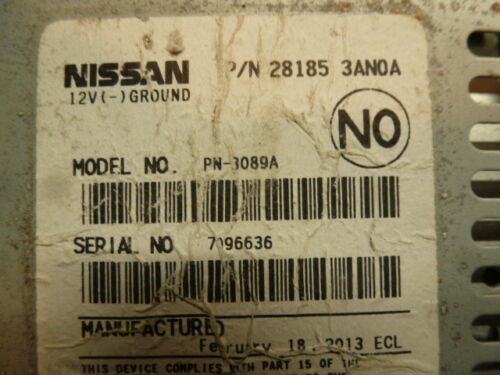 NISSAN P/N 28185 3AN0A
12V(-)GROUND
NO
MODEL NO. PN-3089A
SERIAL NO 7096636
MANUFACTURED
February 18. 2013 ECL
THIS DEVICE COMPLIES WITH PART 15 OF THE